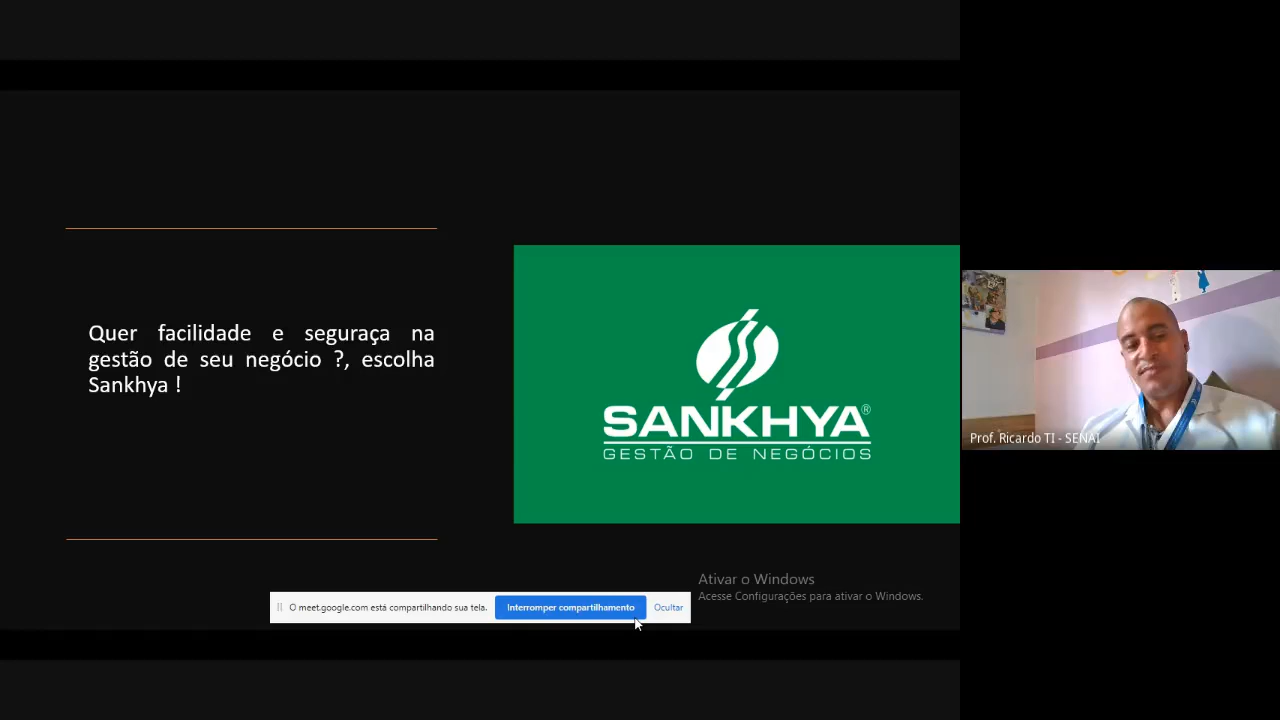 Quer facilidade e seguraça na
gestão de seu negócio ?, escolha
Sankhya !
SANKHYA®
GESTÃO DE NEGÓCIOS
Prof. Ricardo TI - SENAI
Ativar o Windows
Acesse Configurações para ativar o Windows.
O meet.google.com está compartilhando sua tela. Interromper compartilhamento Ocultar